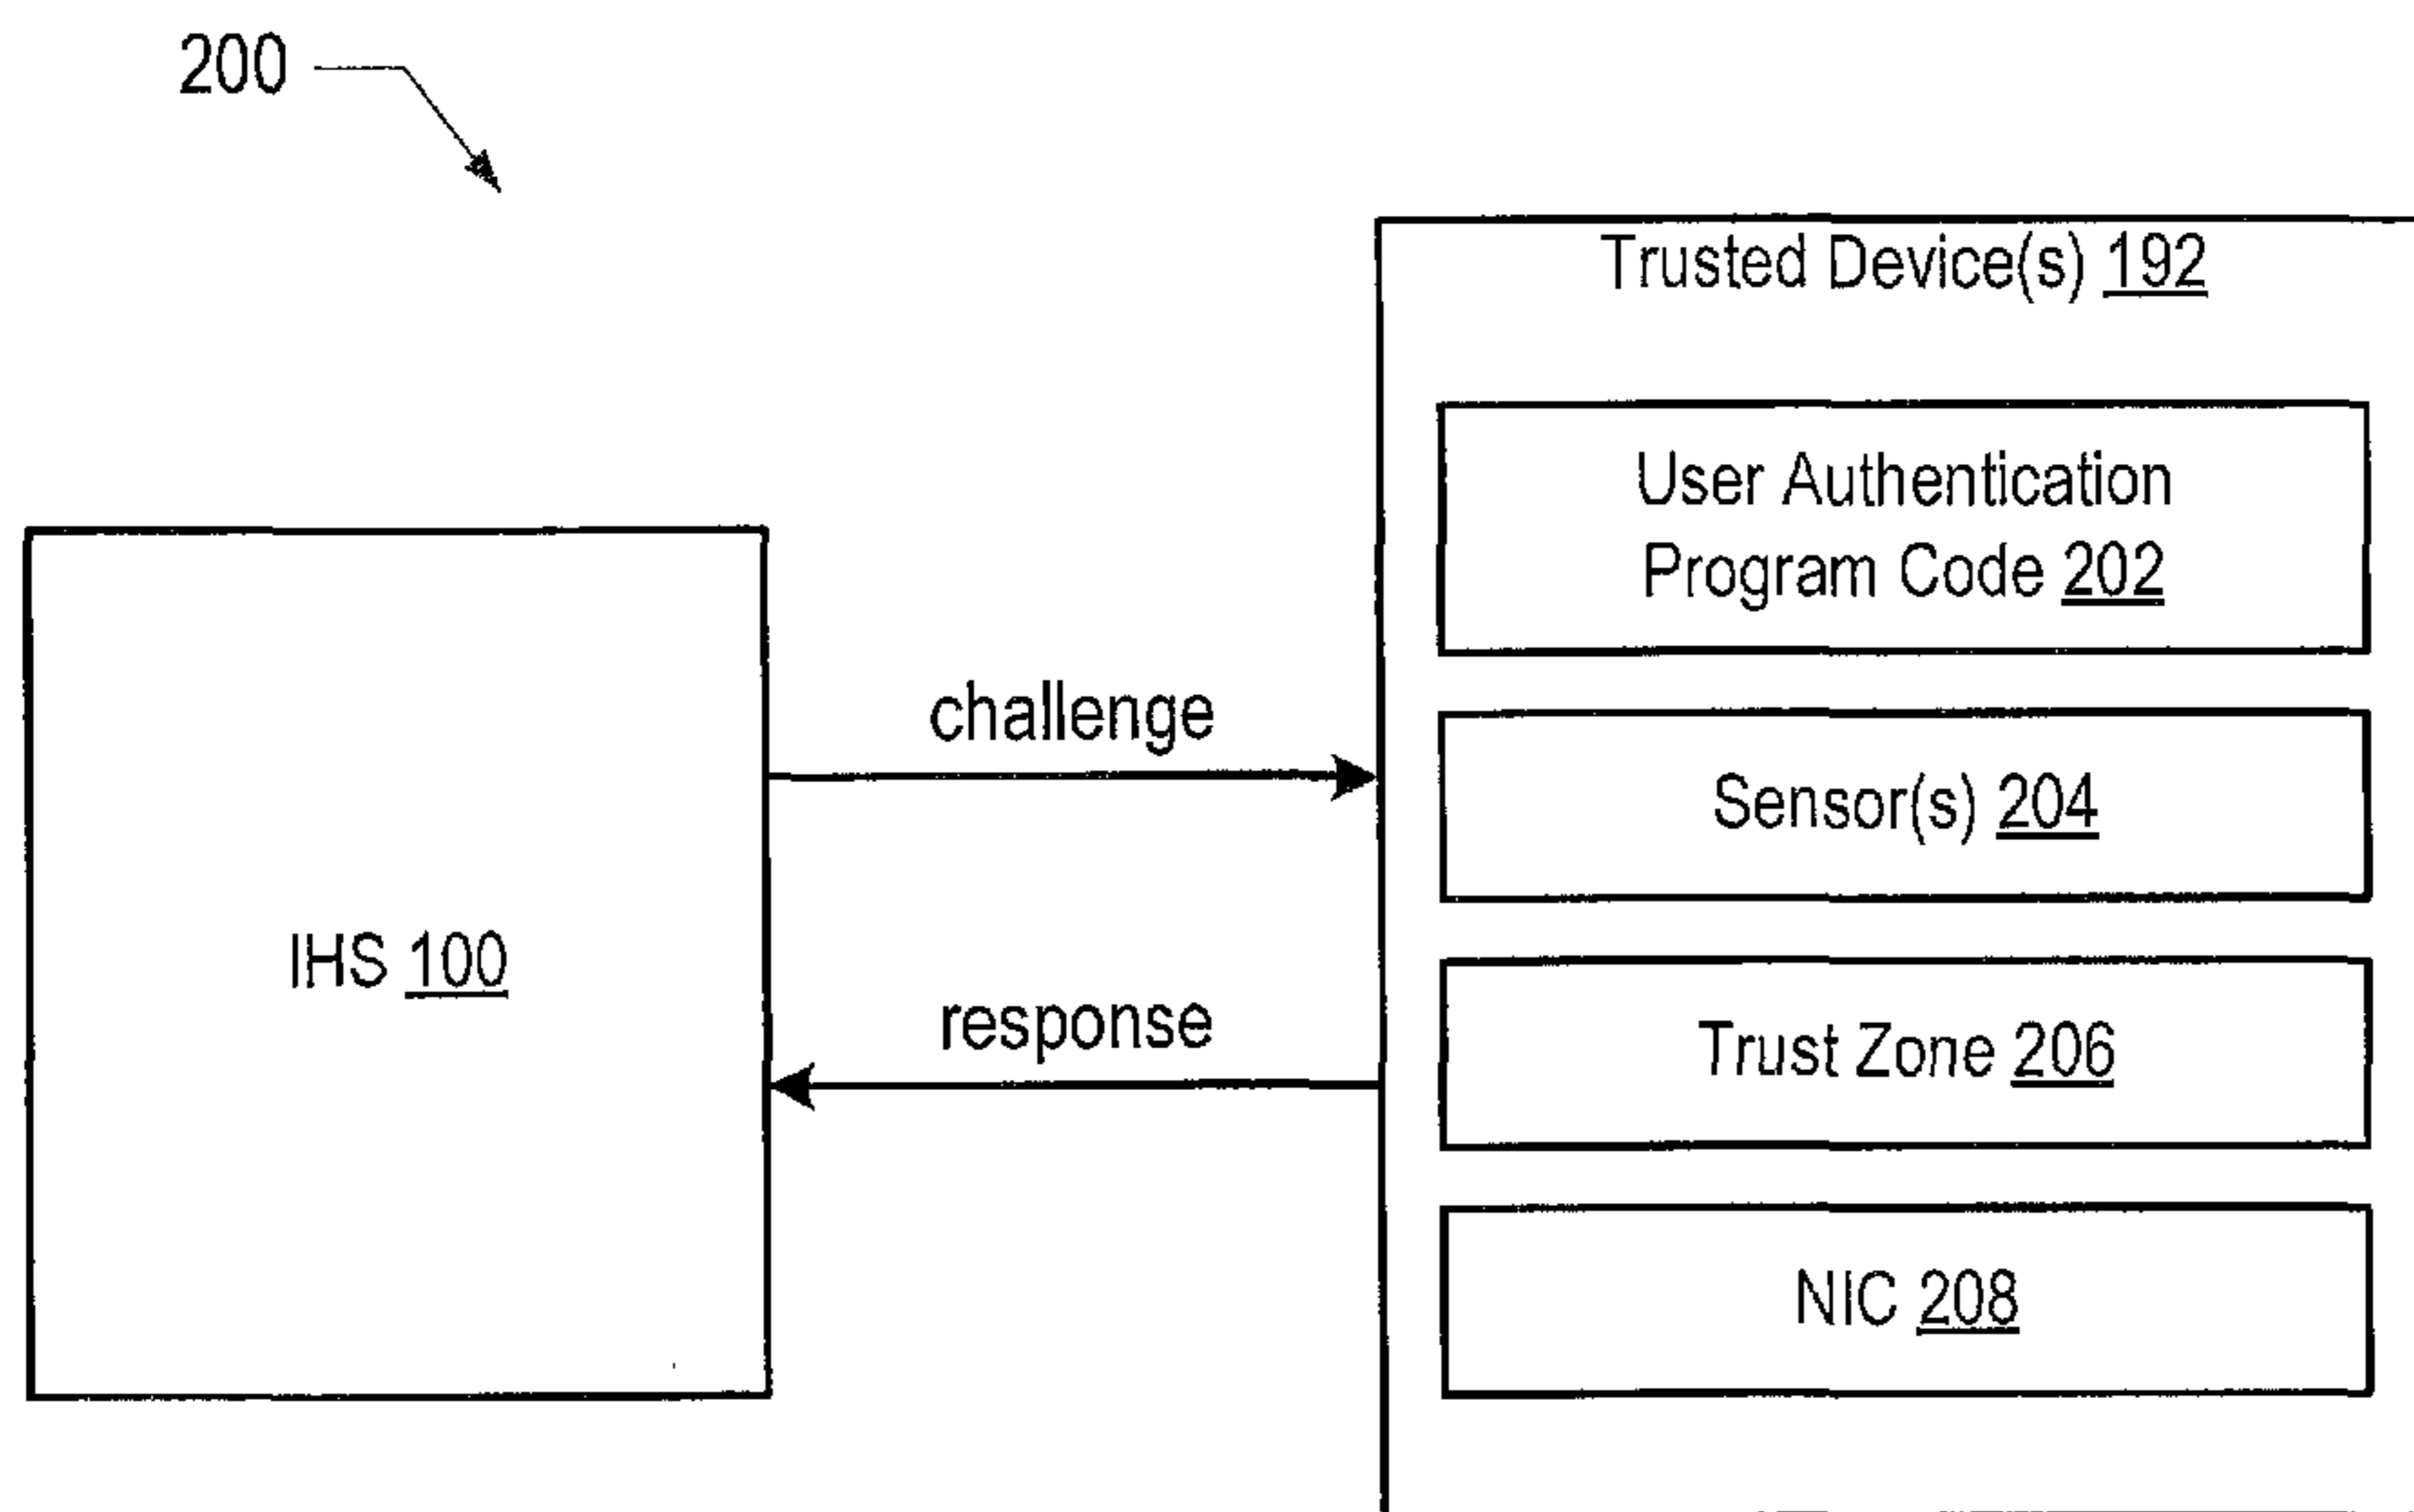 200
Trusted Device(s) 192
User Authentication
Program Code 202
challenge
Sensor(s) 204
IHS 100
response
Trust Zone 206
NIC 208